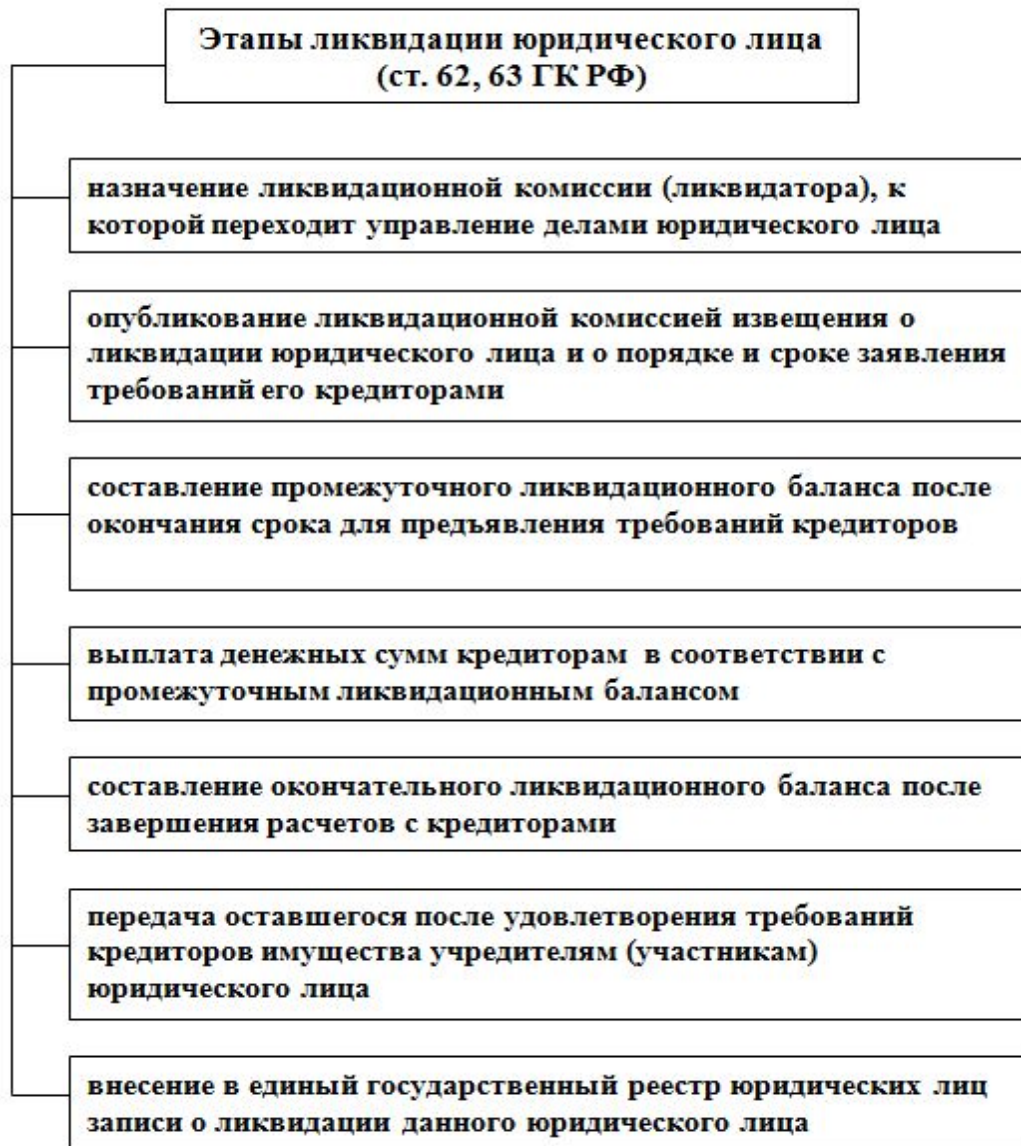 Этапы ликвидации юридического лица
(ст. 62, 63 ГК РФ)
назначение ликвидационной комиссии (ликвидатора), к
которой переходит управление делами юридического лица
опубликование ликвидационной комиссией извещения о
ликвидации юридического лица и о порядке и сроке заявления
требований его кредиторами
составление промежуточного ликвидационного баланса после
окончания срока для предъявления требований кредиторов
выплата денежных сумм кредиторам в соответствии с
промежуточным ликвидационным балансом
составление окончательного ликвидационного баланса после
завершения расчетов с кредиторами
передача оставшегося после удовлетворения требований
кредиторов имущества учредителям (участникам)
юридического лица
внесение в единый государственный реестр юридических лиц
записи о ликвидации данного юридического лица